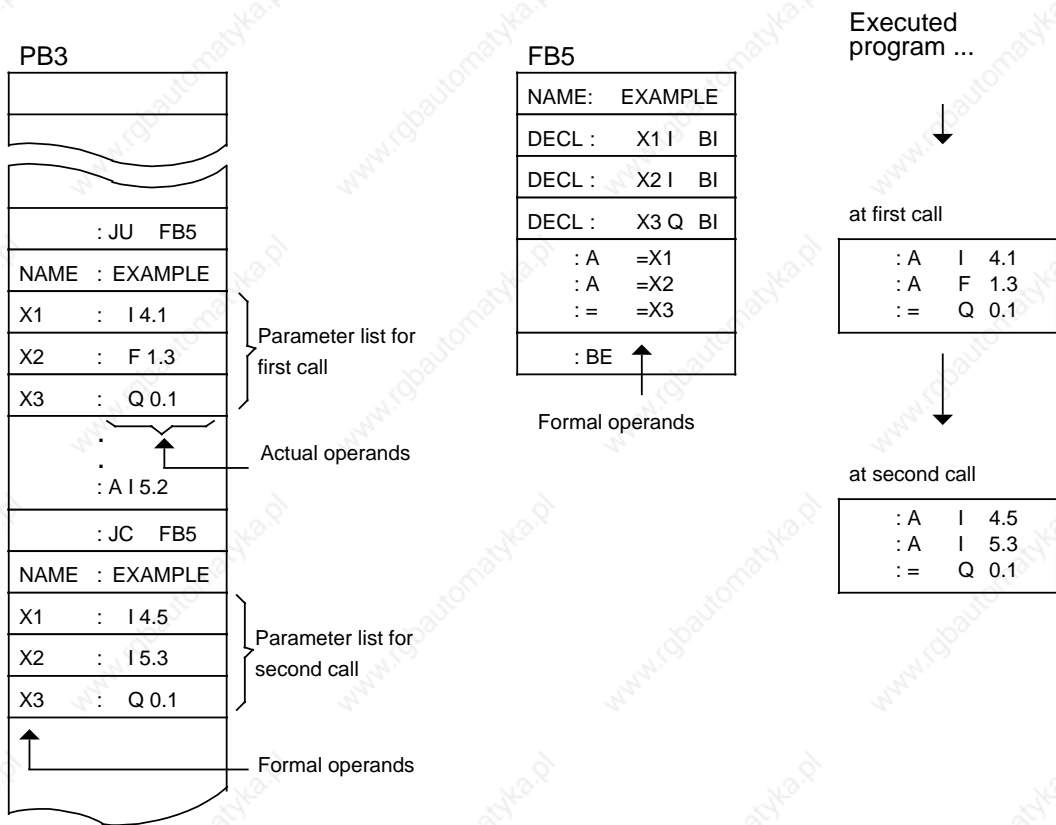 PB3
: JU FB5
NAME : EXAMPLE
X1 : I 4.1
X2 : F 1.3
X3 : Q 0.1
Parameter list for
first call
.
.
Actual operands
: A I 5.2
: JC FB5
NAME : EXAMPLE
X1 : I 4.5
X2 : I 5.3
X3 : Q 0.1
Parameter list for
second call
Formal operands
FB5
NAME: EXAMPLE
DECL : X1 I BI
DECL : X2 I BI
DECL : X3 Q BI
: A =X1
: A =X2
: = =X3
: BE
Formal operands
Executed
program ...
at first call
: A I 4.1
: A F 1.3
: = Q 0.1
at second call
: A I 4.5
: A I 5.3
: = Q 0.1
www.rgbautomatyka.pl